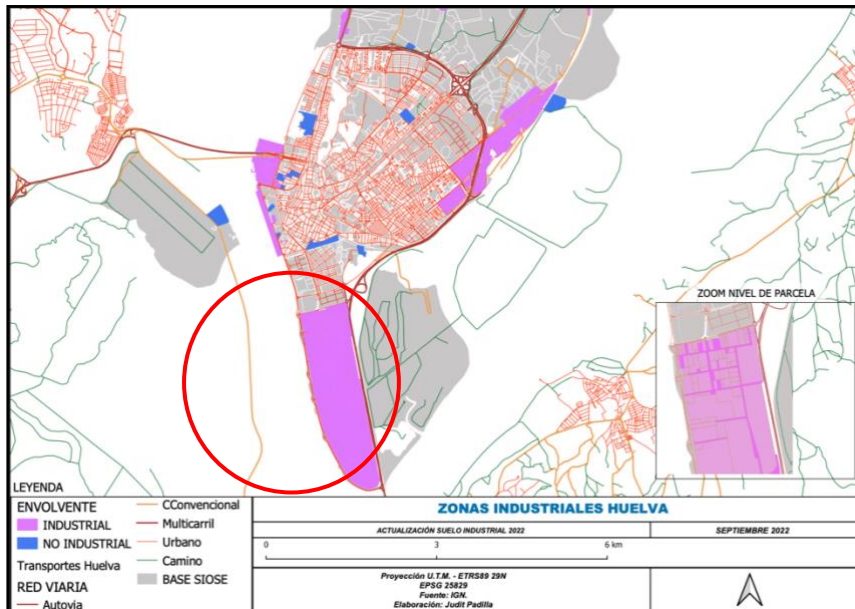 ZOOM NIVEL DE PARCELA
LEYENDA
ENVOLVENTE
INDUSTRIAL
NO INDUSTRIAL
Transportes Huelva
RED VIARIA
Autovia
CConvencional
Multicarril
Urbano
Camino
BASE SIOSE
ZONAS INDUSTRIALES HUELVA
ACTUALIZACIÓN SUELO INDUSTRIAL 2022
SEPTIEMBRE 2022
0 3 6 km
Proyección U.T.M. - ETRS89 29N
EPSG 25829
Fuente: IGN.
Elaboración: Judit Padilla